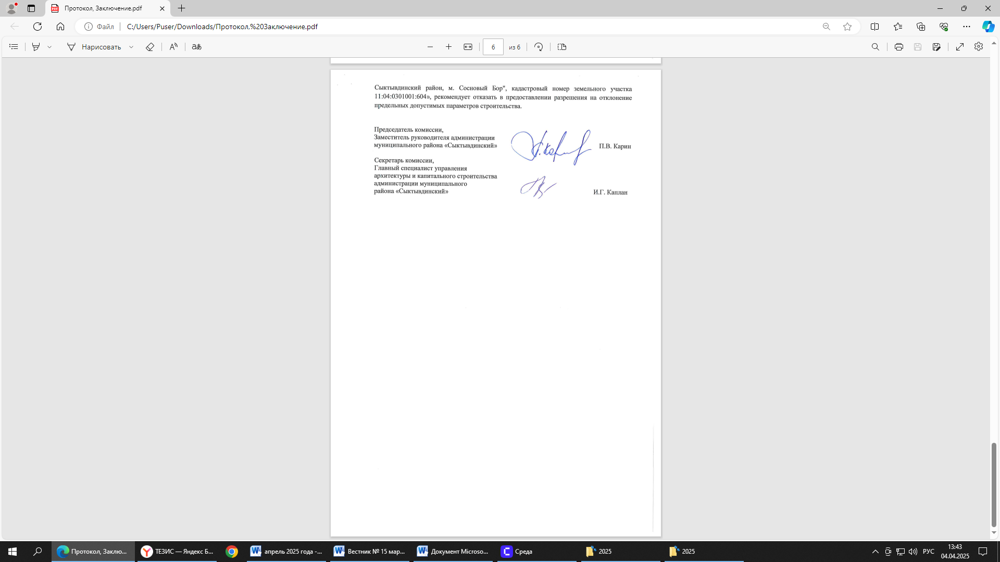 Протокол, Заключение.pdf
Файл
C:/Users/Puser/Downloads/Протокол,%20Заключение.pdf
Нарисовать
аあ
6
из 6
Сыктывдинский район, м. Сосновый Бор", кадастровый номер земельного участка
11:04:0301001:604», рекомендует отказать в предоставлении разрешения на отклонение
предельных допустимых параметров строительства.
Председатель комиссии,
Заместитель руководителя администрации
муниципального района «Сыктывдинский»
П.В. Карин
Секретарь комиссии,
Главный специалист управления
архитектуры и капитального строительства
администрации муниципального
района «Сыктывдинский»
И.Г. Каплан
Протокол, Заклю...
ТЕЗИС — Яндекс Б...
апрель 2025 года -...
Вестник № 15 мар...
Документ Microso...
Среда
2025
2025
РУС
13:43
04.04.2025